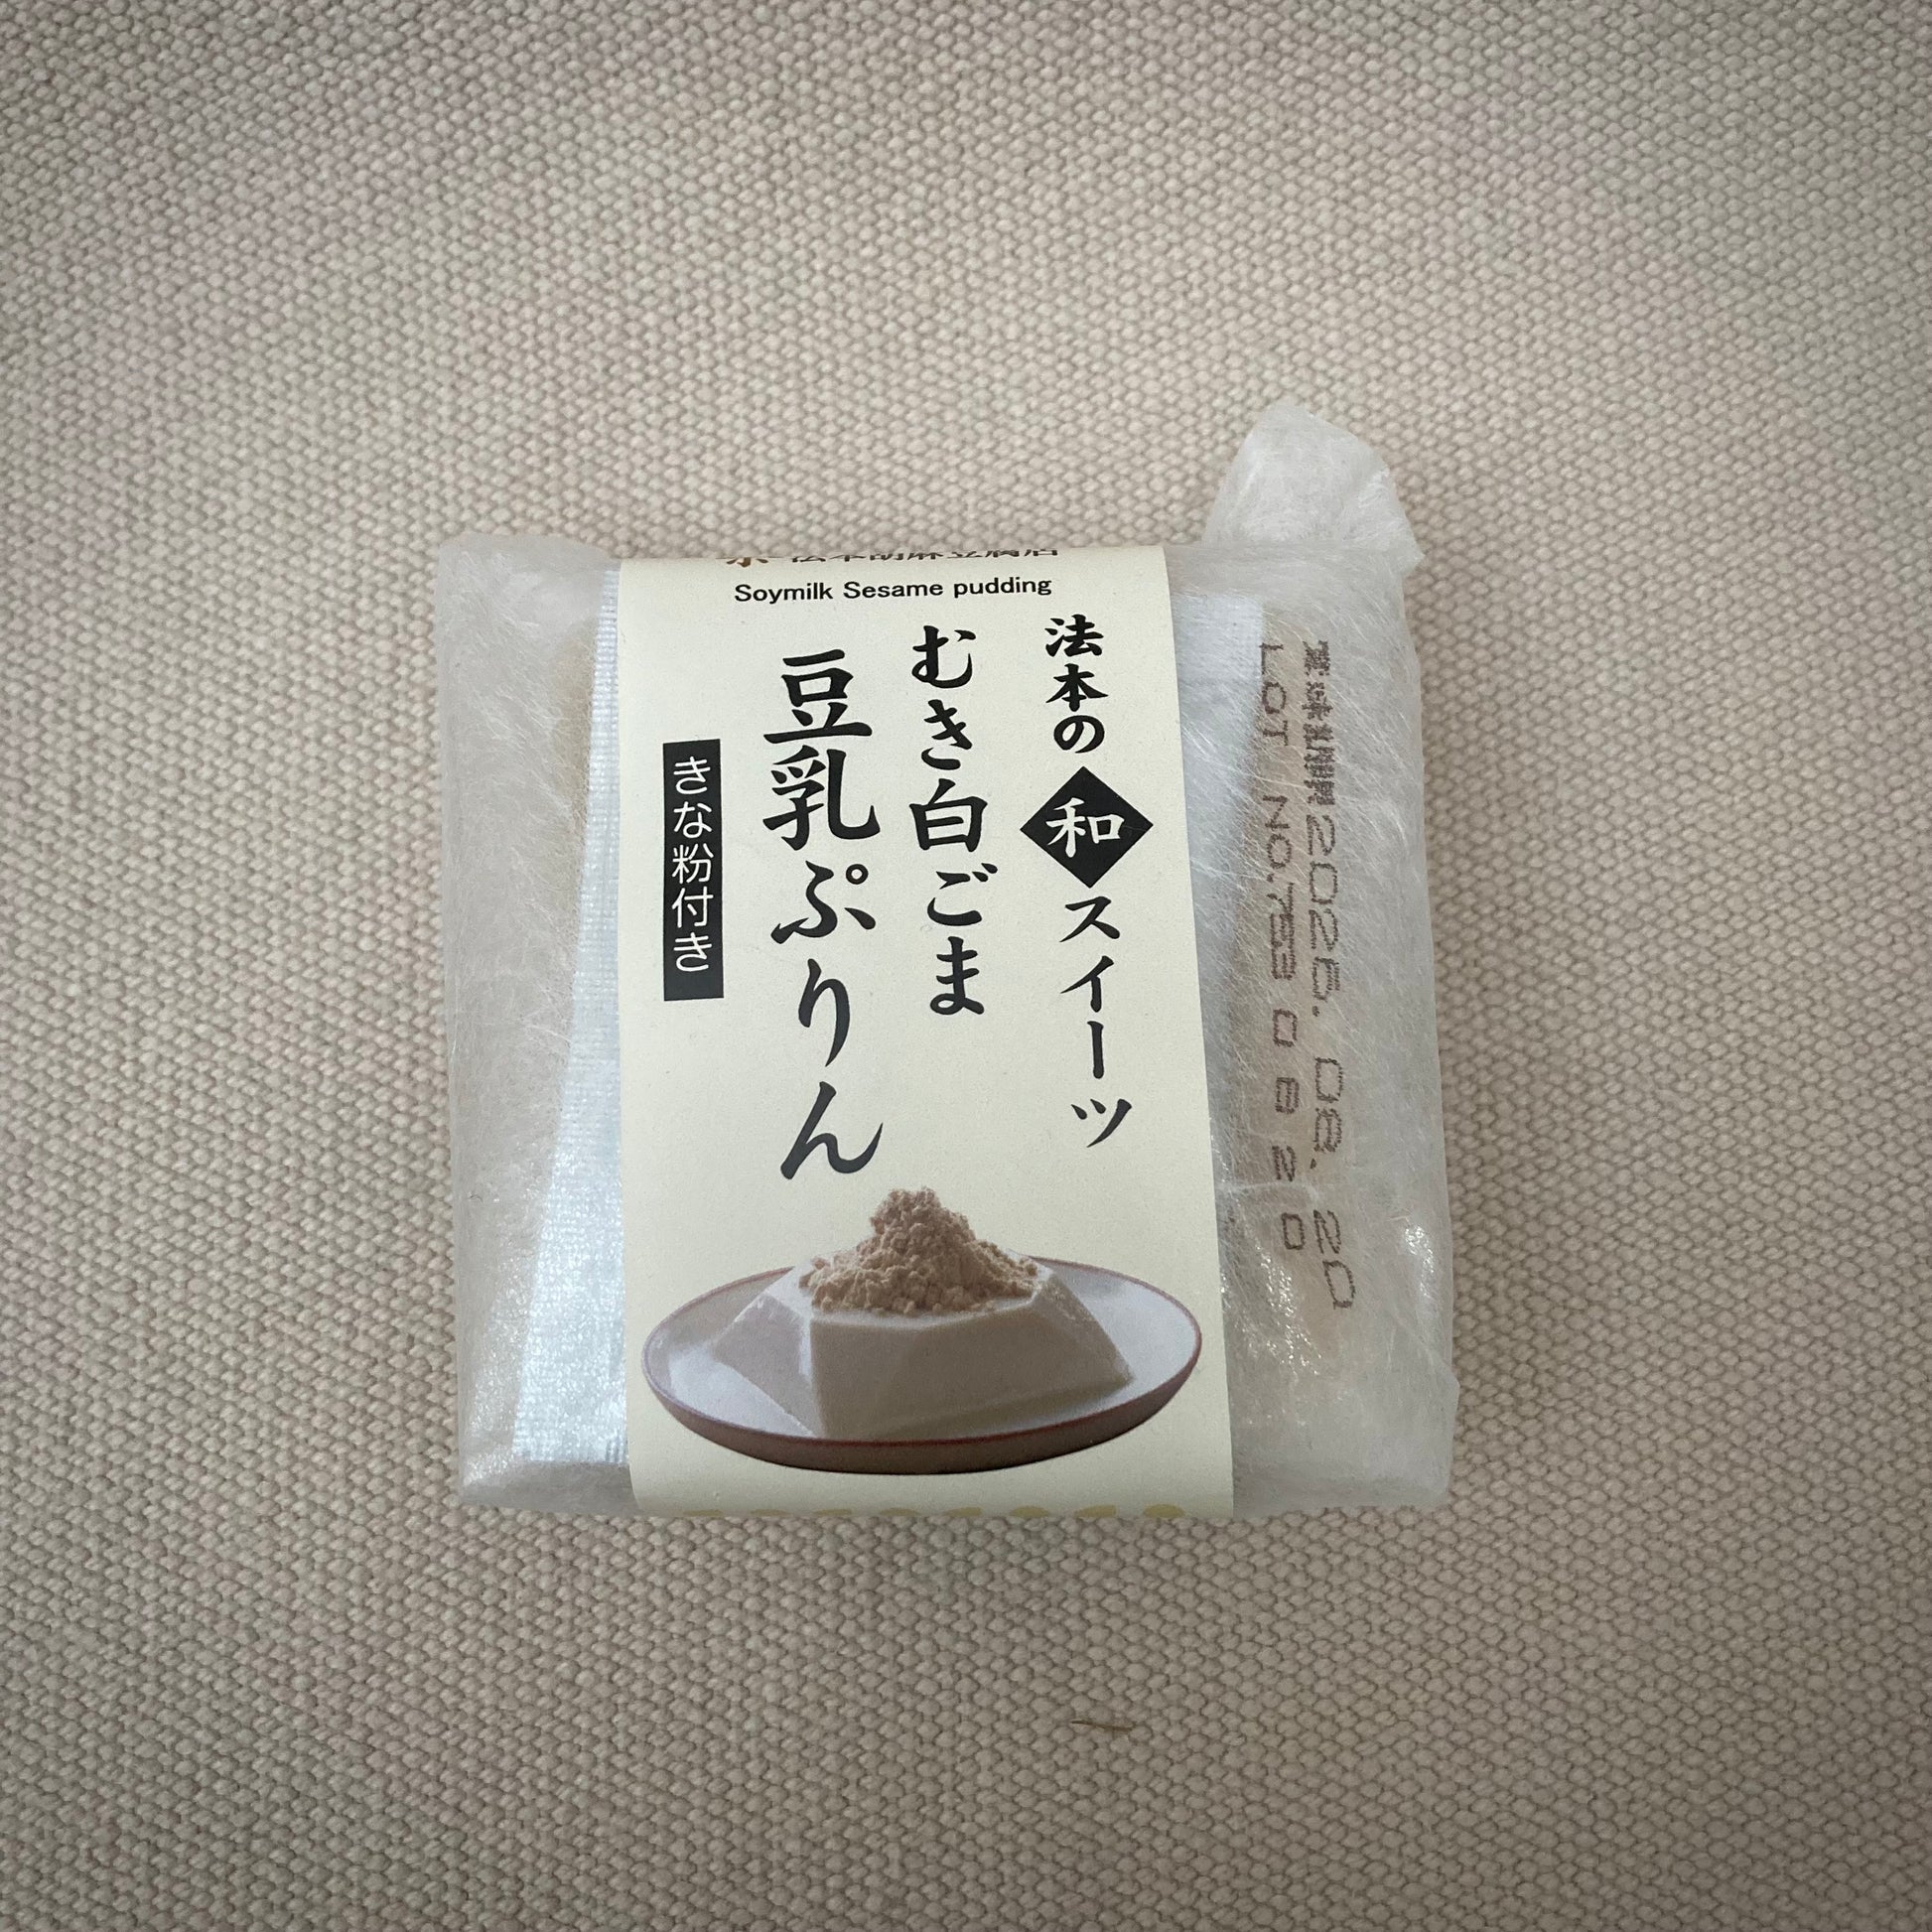 Soymilk Sesame pudding
法本の和スイーツ
むき白ごま
豆乳ぷりん
きな粉付き
賞味期限2026.08.20